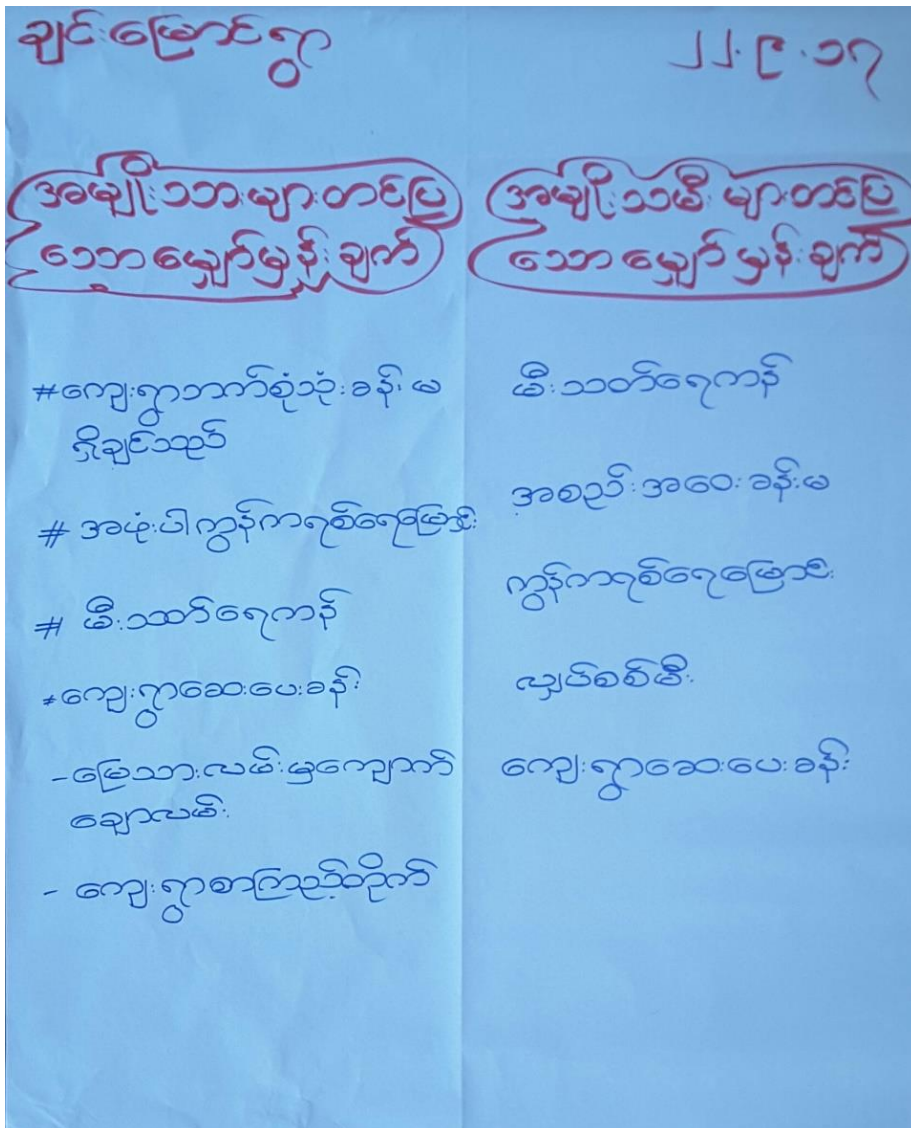 ချင်းမြောင်ရွာ
၂၂.၉.၁၇
အမျိုးသားများတင်ပြ
သော မျှော်မှန်းချက်
#ကျေးရွာဘက်စုံသုံးခန်းမ
ရှိချင်သည်
# အဖုံးပါကွန်ကရစ်ရေမြောင်း
# မီးသတ်ရေကန်
*ကျေးရွာဆေးပေးခန်း
-မြေသားလမ်းမှကျောက်
ချောလမ်း
- ကျေးရွာစာကြည့်တိုက်
အမျိုးသမီးများတင်ပြ
သော မျှော်မှန်းချက်
မီးသတ်ရေကန်
အစည်းအဝေးခန်းမ
ကွန်ကရစ်ရေမြောင်း
လျှပ်စစ်မီး
ကျေးရွာဆေးပေးခန်း